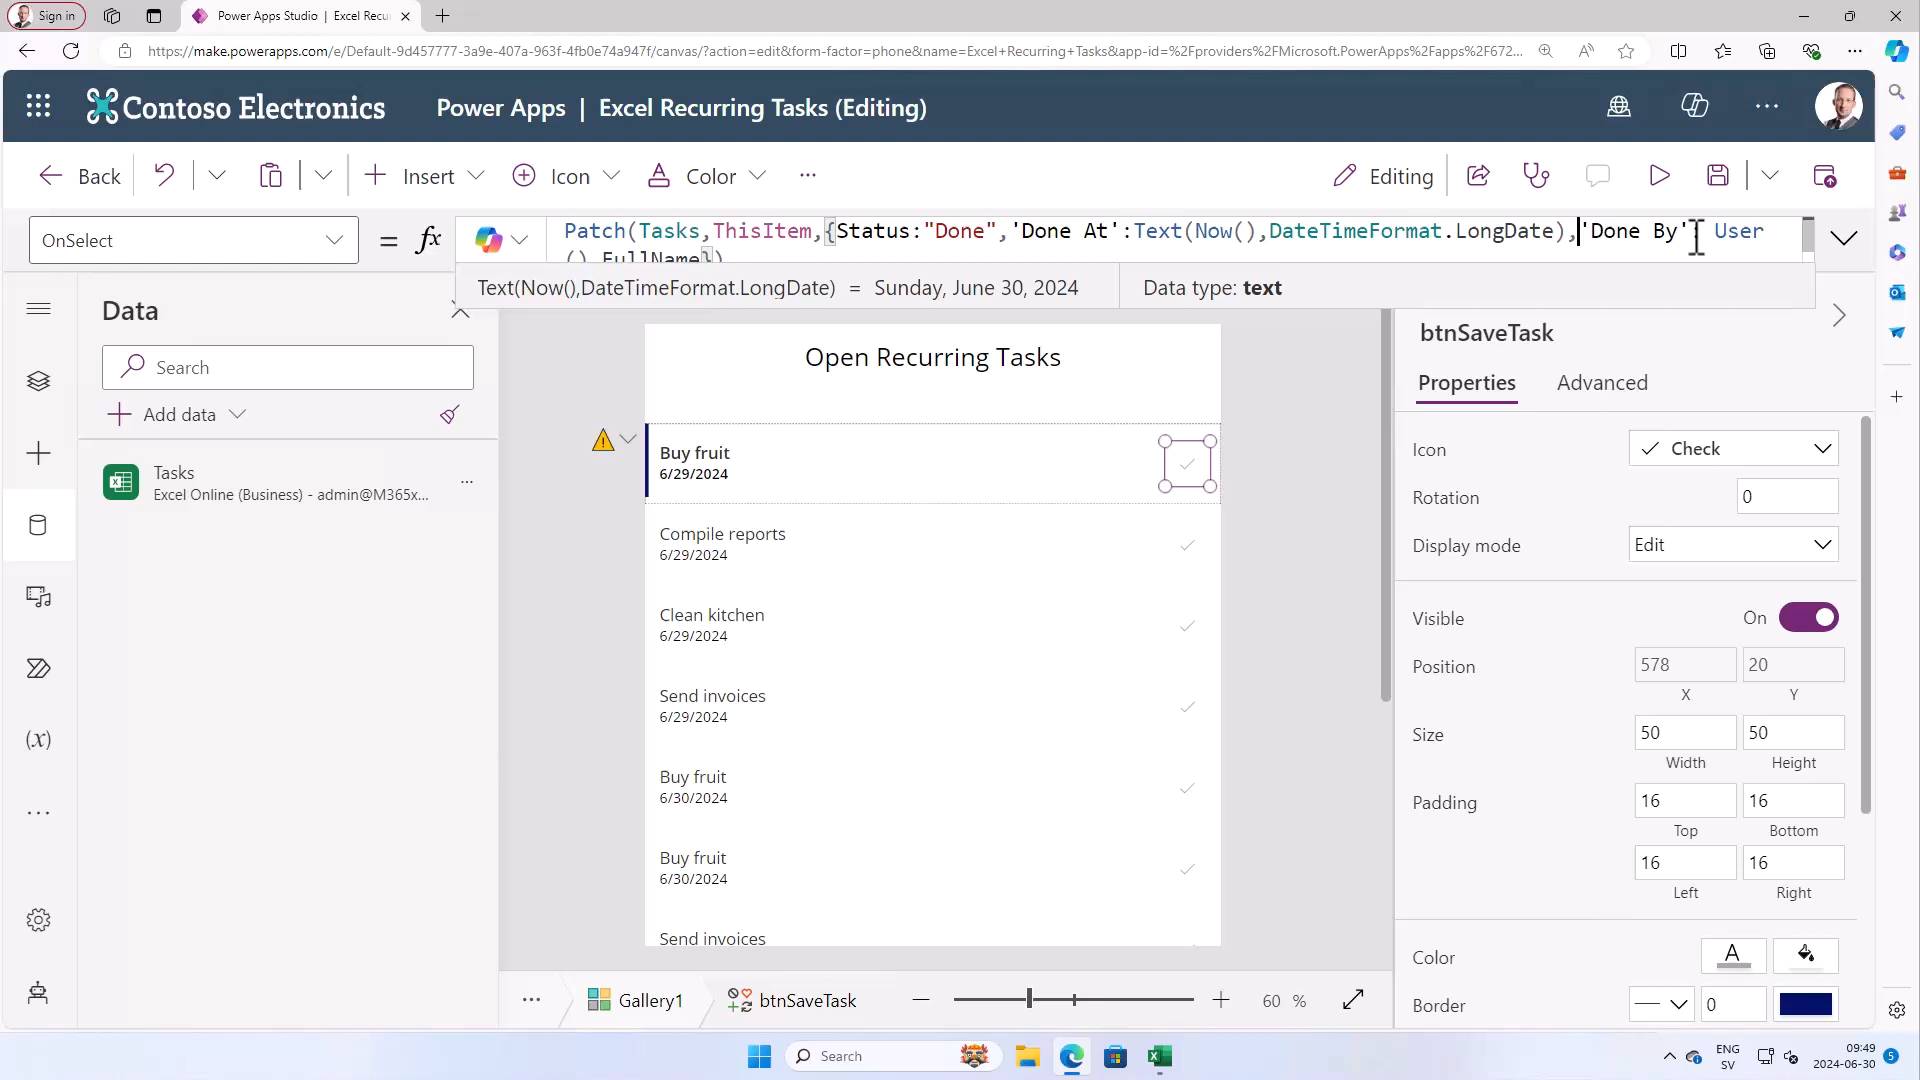 Sign in
Power Apps Studio | Excel Recu
https://make.powerapps.com/e/Default-9d457777-3a9e-407a-963f-4fb0e74a947f/canvas/?action=edit&form-factor=phone&name=Excel+Recurring+Tasks&app-id=%2Fproviders%2FMicrosoft.PowerApps%2Fapps%2F672...
Contoso Electronics
Power Apps | Excel Recurring Tasks (Editing)
Back
Insert
Icon
Color
Editing
OnSelect
= fx
Patch(Tasks,ThisItem,{Status:"Done",'Done At':Text(Now(),DateTimeFormat.LongDate),'Done By': User
().FullName})
Text(Now(),DateTimeFormat.LongDate) = Sunday, June 30, 2024
Data type: text
Data
Search
Add data
Tasks
Excel Online (Business) - admin@M365x...
Open Recurring Tasks
Buy fruit
6/29/2024
Compile reports
6/29/2024
Clean kitchen
6/29/2024
Send invoices
6/29/2024
Buy fruit
6/30/2024
Buy fruit
6/30/2024
Send invoices
btnSaveTask
Properties
Advanced
Icon
Check
Rotation
0
Display mode
Edit
Visible
On
Position
578
20
X
Y
Size
50
50
Width
Height
Padding
16
16
Top
Bottom
16
16
Left
Right
Color
A
Border
0
Gallery1
btnSaveTask
60 %
(x)
Search
ENG
SV
09:49
2024-06-30
5